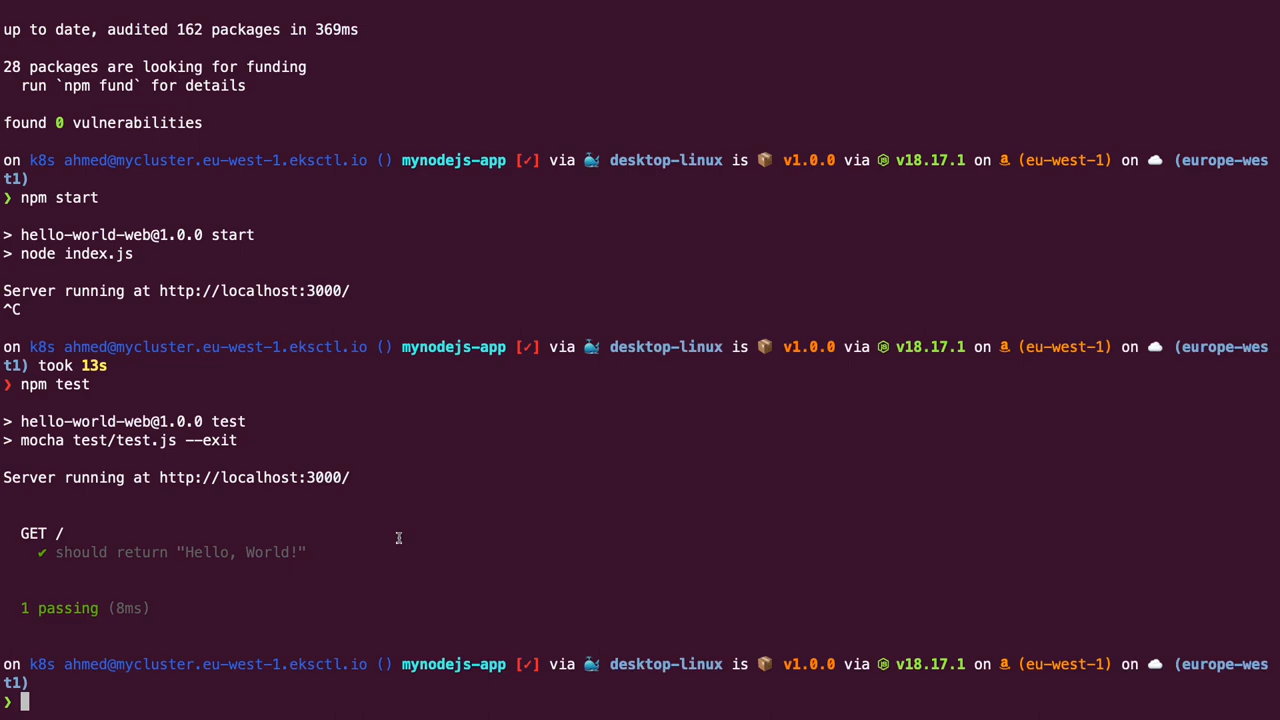 up to date, audited 162 packages in 369ms
28 packages are looking for funding
run `npm fund` for details
found 0 vulnerabilities
on k8s ahmed@mycluster.eu-west-1.eksctl.io () mynodejs-app [✓] via 🐳 desktop-linux is 📦 v1.0.0 via v18.17.1 on a (eu-west-1) on ☁️ (europe-wes
t1)
❯ npm start
> hello-world-web@1.0.0 start
> node index.js
Server running at http://localhost:3000/
^C
on k8s ahmed@mycluster.eu-west-1.eksctl.io () mynodejs-app [✓] via 🐳 desktop-linux is 📦 v1.0.0 via v18.17.1 on a (eu-west-1) on ☁️ (europe-wes
t1) took 13s
❯ npm test
> hello-world-web@1.0.0 test
> mocha test/test.js --exit
Server running at http://localhost:3000/
GET /
✔ should return "Hello, World!"
1 passing (8ms)
on k8s ahmed@mycluster.eu-west-1.eksctl.io () mynodejs-app [✓] via 🐳 desktop-linux is 📦 v1.0.0 via v18.17.1 on a (eu-west-1) on ☁️ (europe-wes
t1)
❯